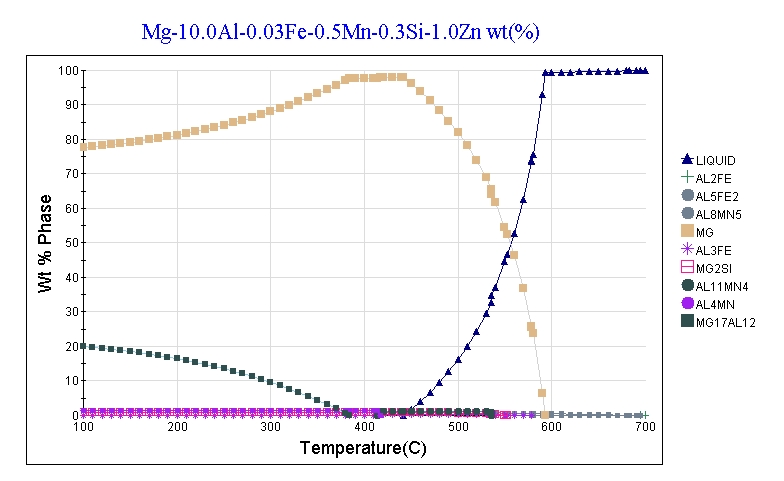 Mg-10.0Al-0.03Fe-0.5Mn-0.3Si-1.0Zn wt(%)
100
90
80
70
60
50
40
30
20
10
0
Wt % Phase
100 200 300 400 500 600 700
Temperature(C)
LIQUID
AL2FE
AL5FE2
AL8MN5
MG
AL3FE
MG2SI
AL11MN4
AL4MN
MG17AL12